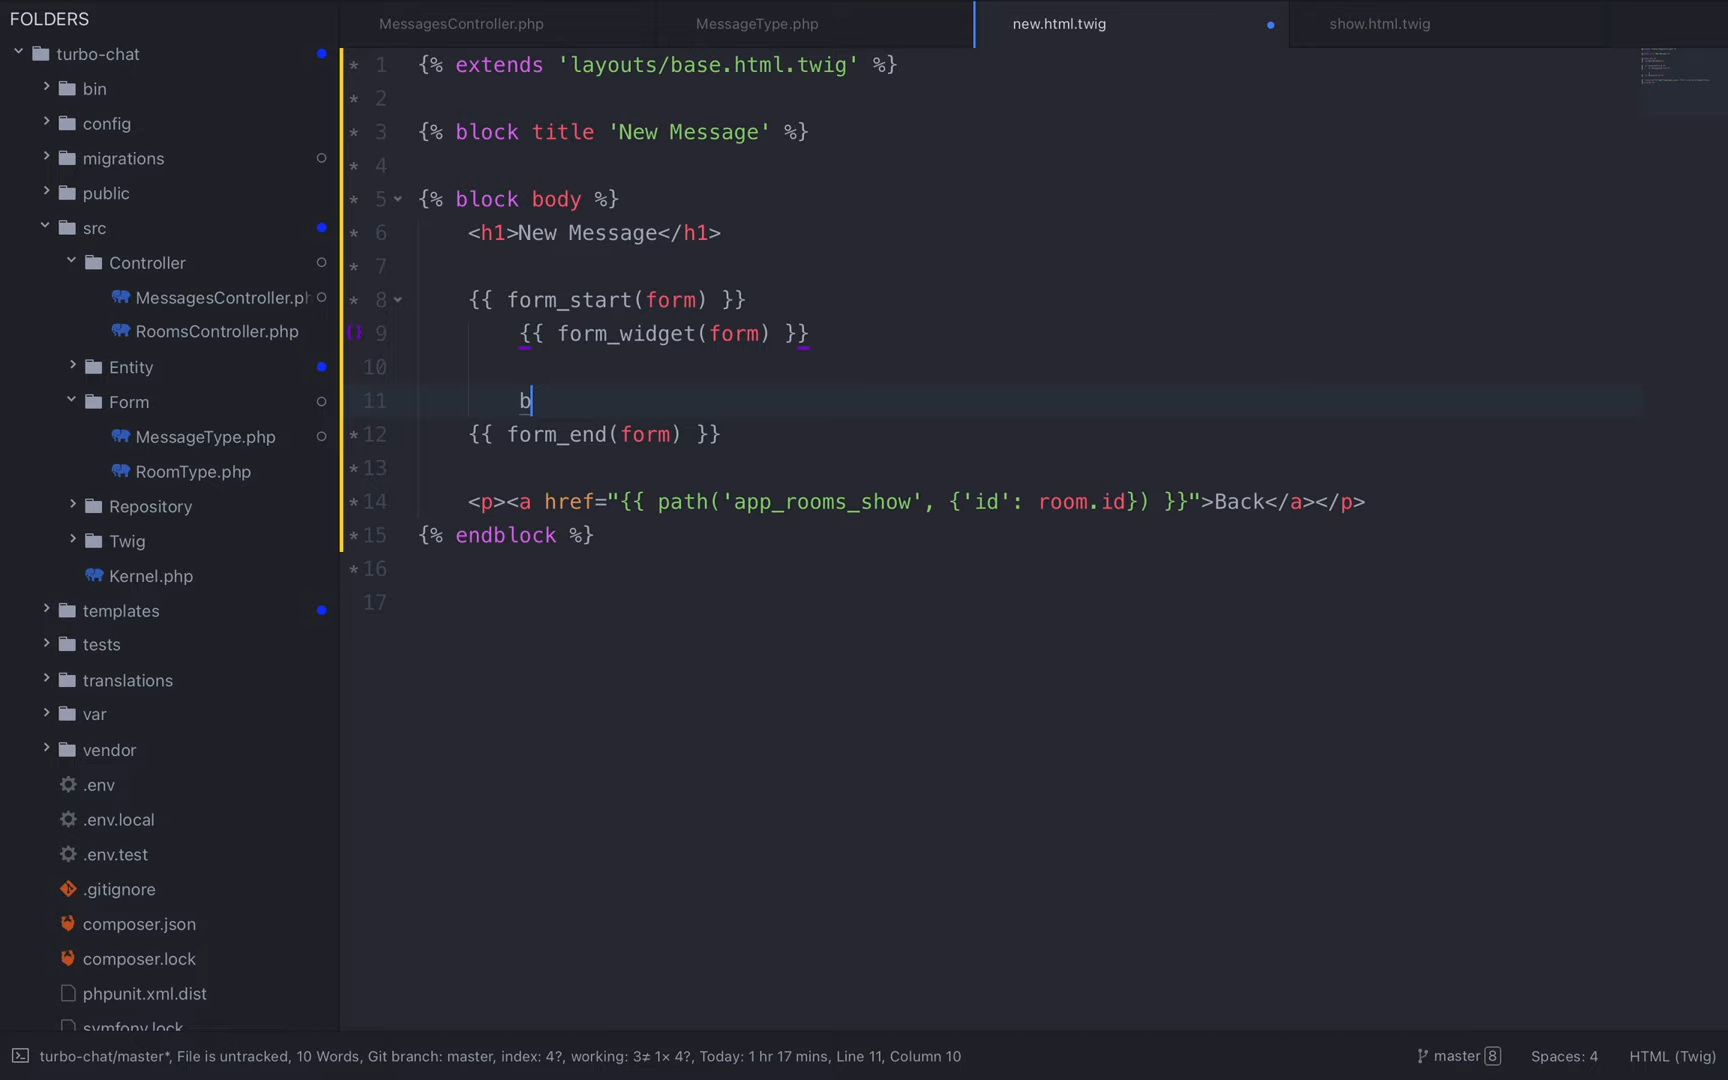 FOLDERS
turbo-chat
bin
config
migrations
public
src
Controller
MessagesController.ph
RoomsController.php
Entity
Form
MessageType.php
RoomType.php
Repository
Twig
Kernel.php
templates
tests
translations
var
vendor
.env
.env.local
.env.test
.gitignore
composer.json
composer.lock
phpunit.xml.dist
symfony.lock
MessagesController.php
MessageType.php
new.html.twig
show.html.twig
* 1 {% extends 'layouts/base.html.twig' %}
* 2
* 3 {% block title 'New Message' %}
* 4
* 5 {% block body %}
* 6 <h1>New Message</h1>
* 7
* 8 {{ form_start(form) }}
{} 9 {{ form_widget(form) }}
10
11 b
* 12 {{ form_end(form) }}
* 13
* 14 <p><a href="{{ path('app_rooms_show', {'id': room.id}) }}">Back</a></p>
* 15 {% endblock %}
* 16
17
turbo-chat/master*, File is untracked, 10 Words, Git branch: master, index: 4?, working: 3≠ 1× 4?, Today: 1 hr 17 mins, Line 11, Column 10
master 8
Spaces: 4
HTML (Twig)